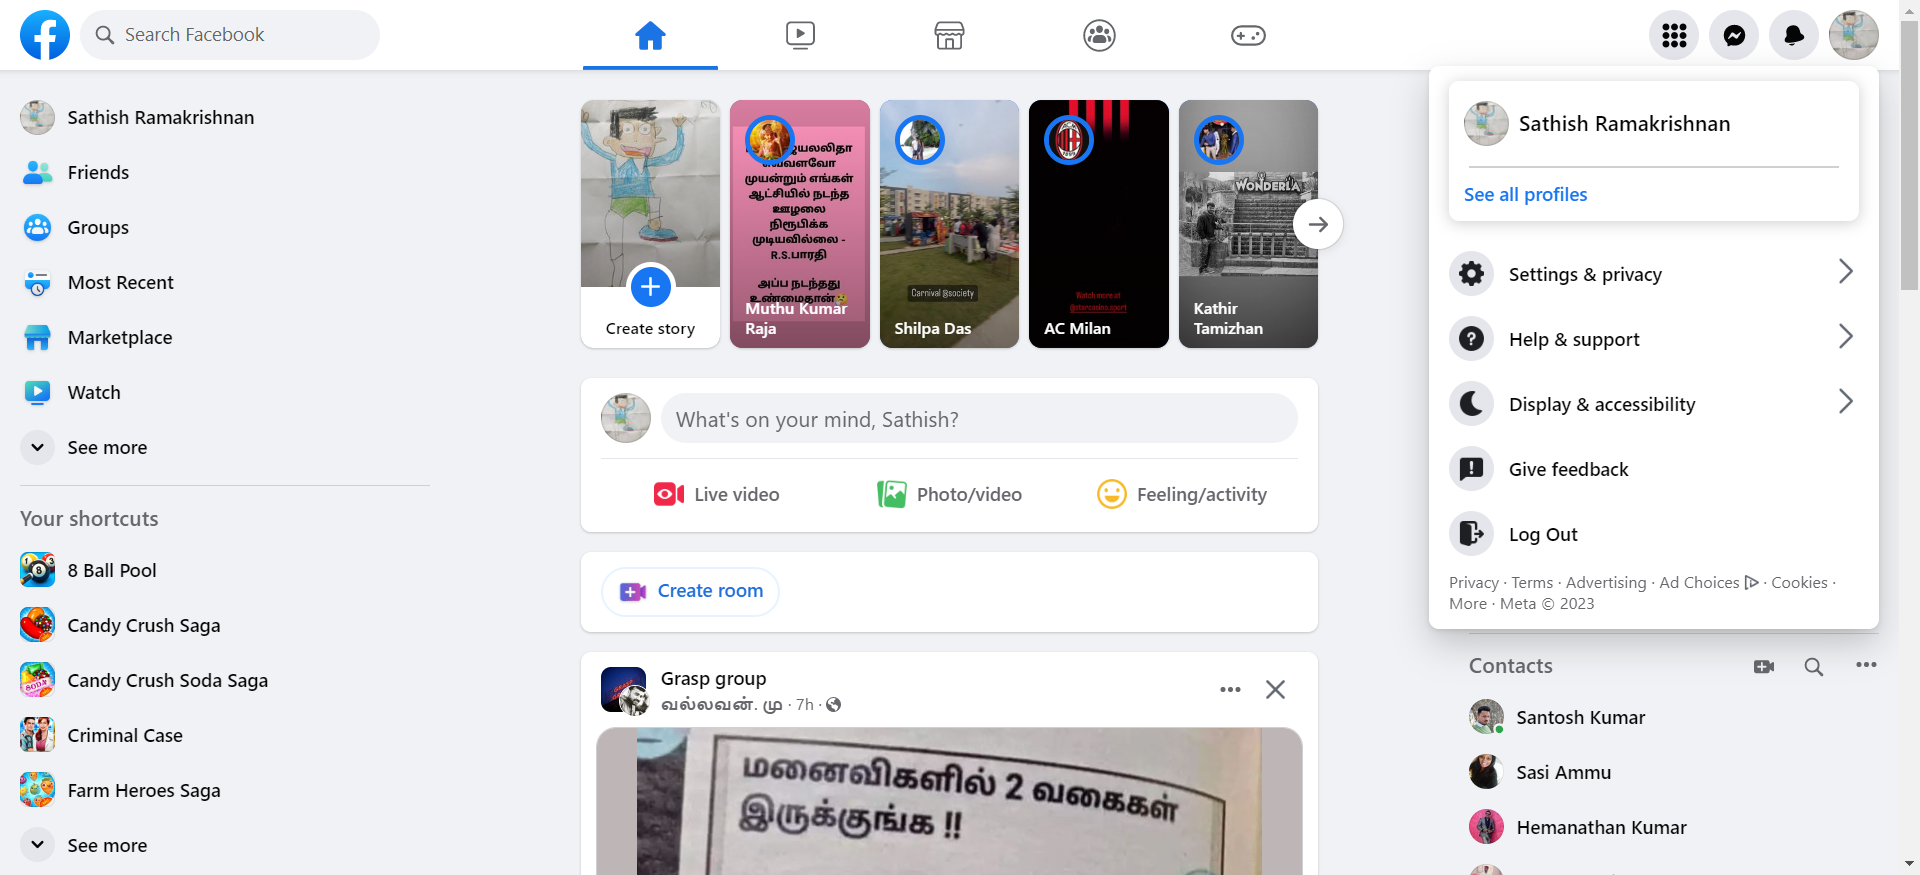 Search Facebook
Sathish Ramakrishnan
Friends
Groups
Most Recent
Marketplace
Watch
See more
Your shortcuts
8 Ball Pool
Candy Crush Saga
Candy Crush Soda Saga
Criminal Case
Farm Heroes Saga
See more
Create story
முயன்றும் எங்கள்
ஆட்சியில் நடந்த
ஊழலை
நிரூபிக்க
முடியவில்லை -
R.S.பாரதி
அப்ப நடந்தது
உண்மைதான்
Muthu Kumar
Raja
Carnival @society
Shilpa Das
Watch more at
@starcasino.sport
AC Milan
WONDERLA
Kathir
Tamizhan
What's on your mind, Sathish?
Live video
Photo/video
Feeling/activity
Create room
Grasp group
வல்லவன். மு · 7h ·
மனைவிகளில் 2 வகைகள்
இருக்குங்க !!
Sathish Ramakrishnan
See all profiles
Settings & privacy
Help & support
Display & accessibility
Give feedback
Log Out
Privacy · Terms · Advertising · Ad Choices · Cookies ·
More · Meta © 2023
Contacts
Santosh Kumar
Sasi Ammu
Hemanathan Kumar